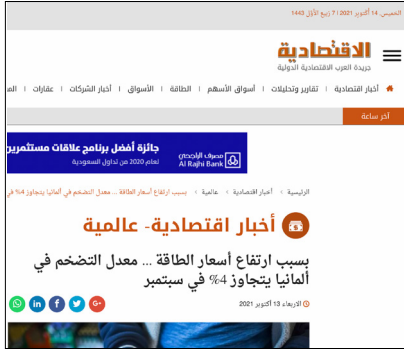 الخميس, 14 أكتوبر 2021 | 7 ربيع الأوّل 1443
الاقتصادية
جريدة العرب الاقتصادية الدولية
أخبار اقتصادية | تقارير وتحليلات | أسواق الأسهم | الطاقة | الأسواق | أخبار الشركات | عقارات | الم
آخر ساعة
جائزة أفضل برنامج علاقات مستثمرين
لعام 2020 من تداول السعودية
مصرف الراجحي
Al Rajhi Bank
الرئيسية > أخبار اقتصادية > عالمية > بسبب ارتفاع أسعار الطاقة ... معدل التضخم في ألمانيا يتجاوز 4% في
أخبار اقتصادية- عالمية
بسبب ارتفاع أسعار الطاقة ... معدل التضخم في
ألمانيا يتجاوز 4% في سبتمبر
الأربعاء 13 أكتوبر 2021